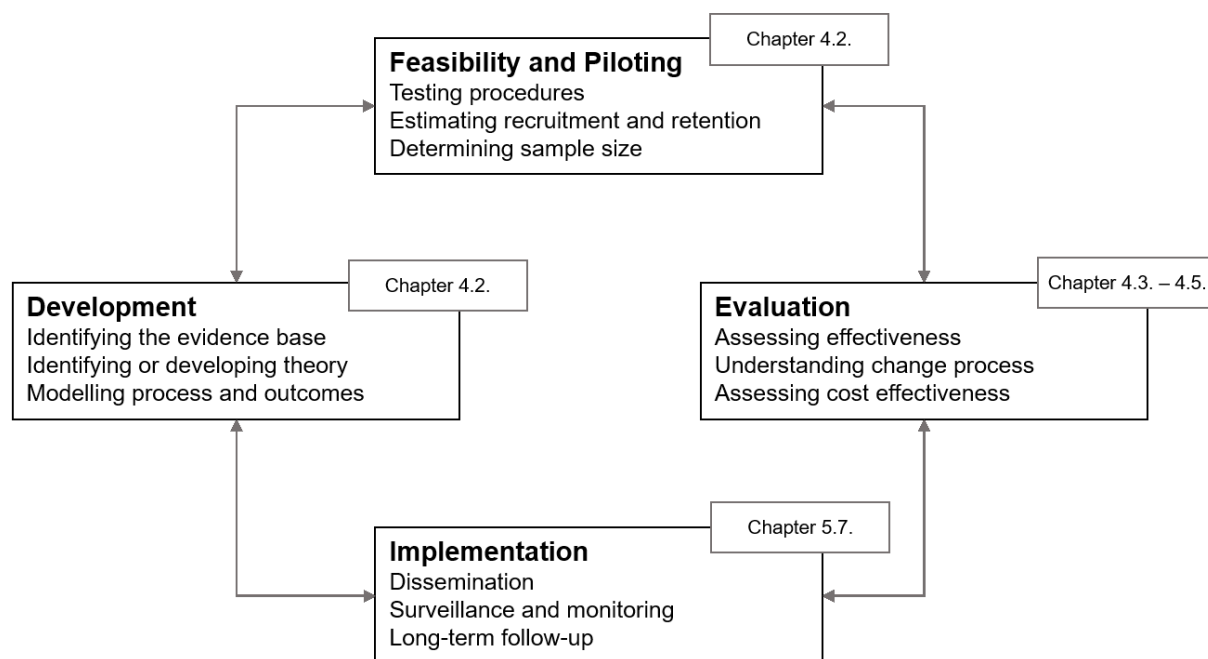 Chapter 4.2.
Feasibility and Piloting
Testing procedures
Estimating recruitment and retention
Determining sample size
Chapter 4.2.
Development
Identifying the evidence base
Identifying or developing theory
Modelling process and outcomes
Chapter 4.3. – 4.5.
Evaluation
Assessing effectiveness
Understanding change process
Assessing cost effectiveness
Chapter 5.7.
Implementation
Dissemination
Surveillance and monitoring
Long-term follow-up